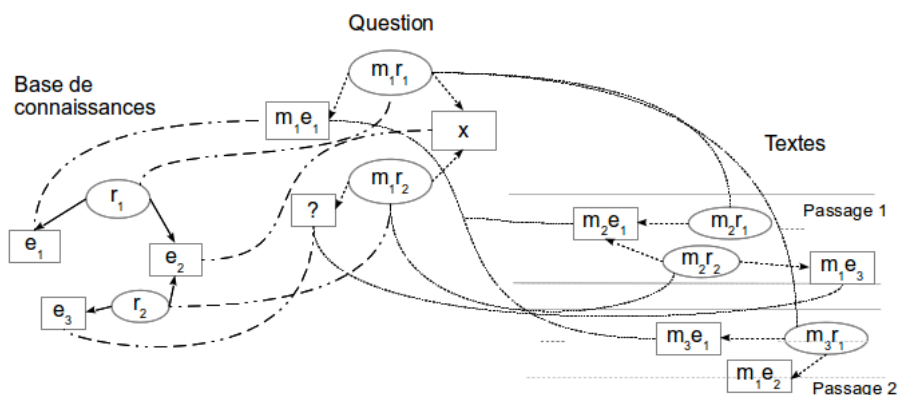 Question
Base de
connaissances
m₁r₁
m₁e₁
x
Textes
m₁r₂
?
r₁
e₁
e₂
e₃
r₂
Passage 1
m₂e₁
m₂r₁
m₂r₂
m₁e₃
m₃e₁
m₃r₁
m₁e₂
Passage 2